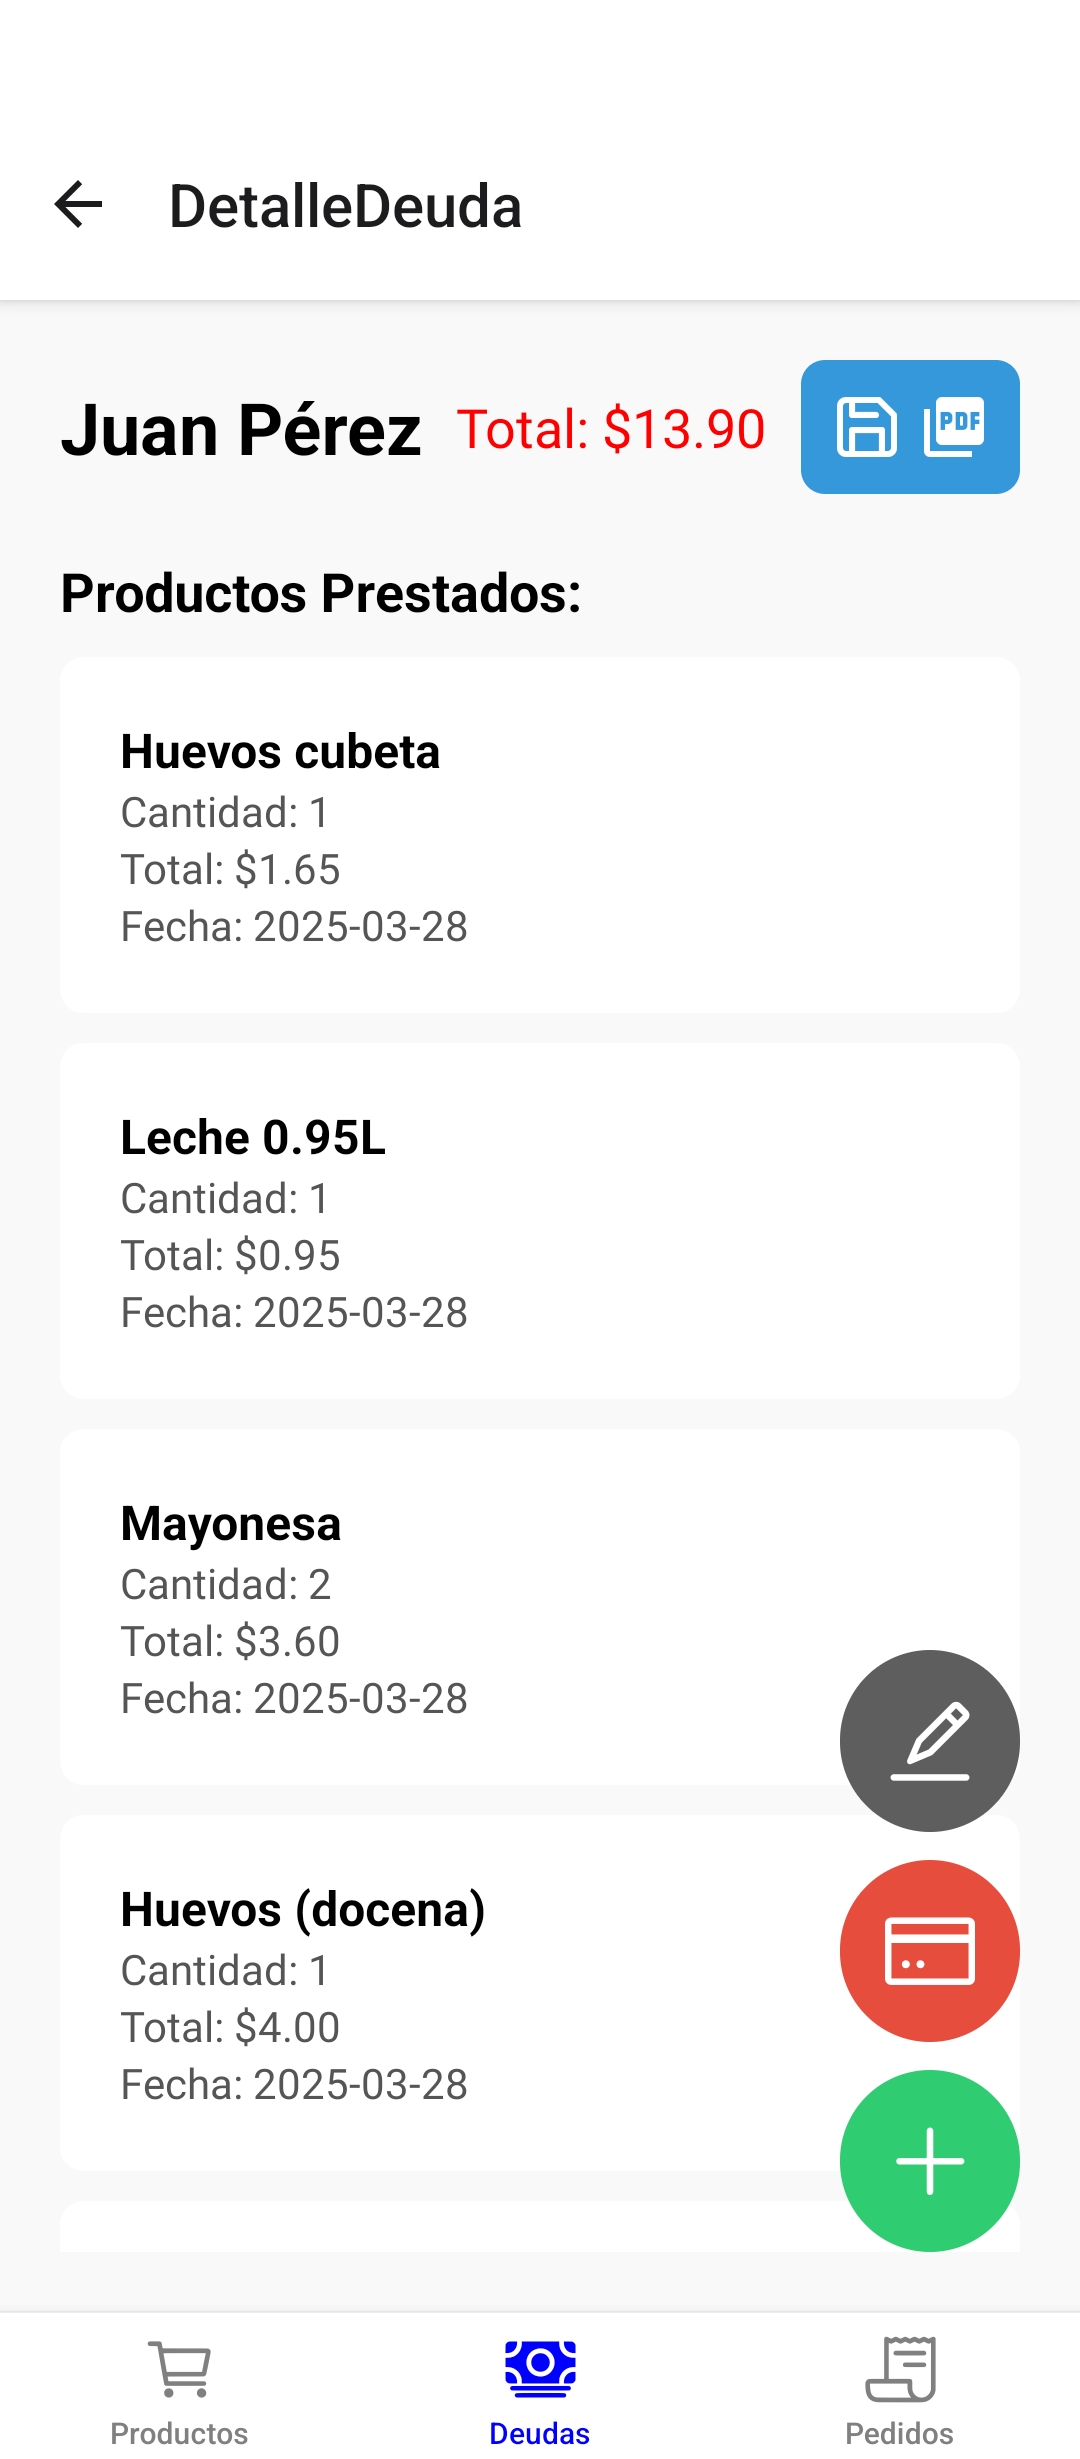 DetalleDeuda
Juan Pérez Total: $13.90
PDF
Productos Prestados:
Huevos cubeta
Cantidad: 1
Total: $1.65
Fecha: 2025-03-28
Leche 0.95L
Cantidad: 1
Total: $0.95
Fecha: 2025-03-28
Mayonesa
Cantidad: 2
Total: $3.60
Fecha: 2025-03-28
Huevos (docena)
Cantidad: 1
Total: $4.00
Fecha: 2025-03-28
Productos Deudas Pedidos